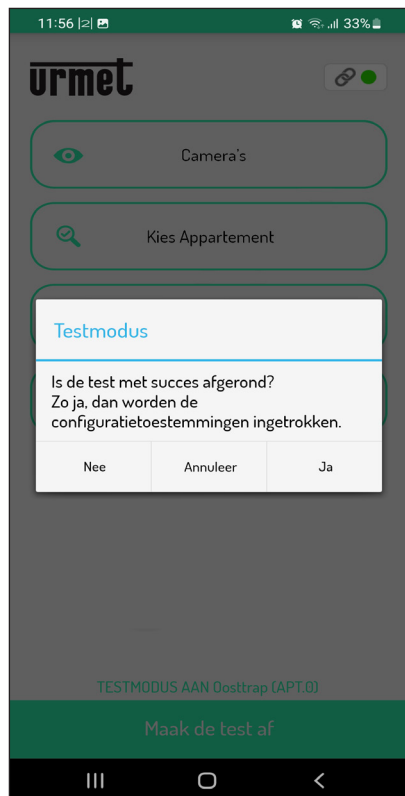 11:56 |2|
33%
urmet
Camera's
Kies Appartement
Testmodus
Is de test met succes afgerond?
Zo ja, dan worden de
configuratietoestemmingen ingetrokken.
Nee Annuleer Ja
TESTMODUS AAN Oosttrap (APT.0)
Maak de test af